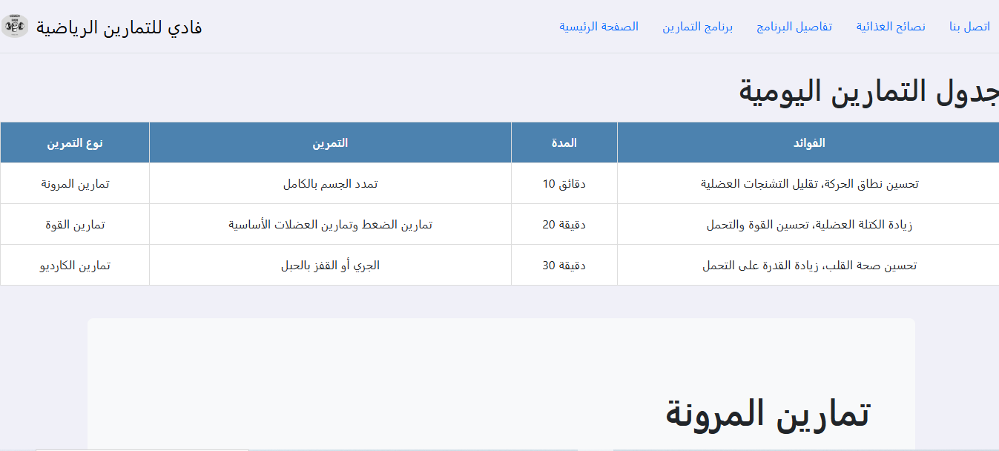 فادي للتمارين الرياضية
الصفحة الرئيسية برنامج التمارين تفاصيل البرنامج نصائح الغذائية اتصل بنا
جدول التمارين اليومية
نوع التمرين التمرين المدة الفوائد
تمارين المرونة تمدد الجسم بالكامل 10 دقائق تحسين نطاق الحركة، تقليل التشنجات العضلية
تمارين القوة تمارين الضغط وتمارين العضلات الأساسية 20 دقيقة زيادة الكتلة العضلية، تحسين القوة والتحمل
تمارين الكارديو الجري أو القفز بالحبل 30 دقيقة تحسين صحة القلب، زيادة القدرة على التحمل
تمارين المرونة